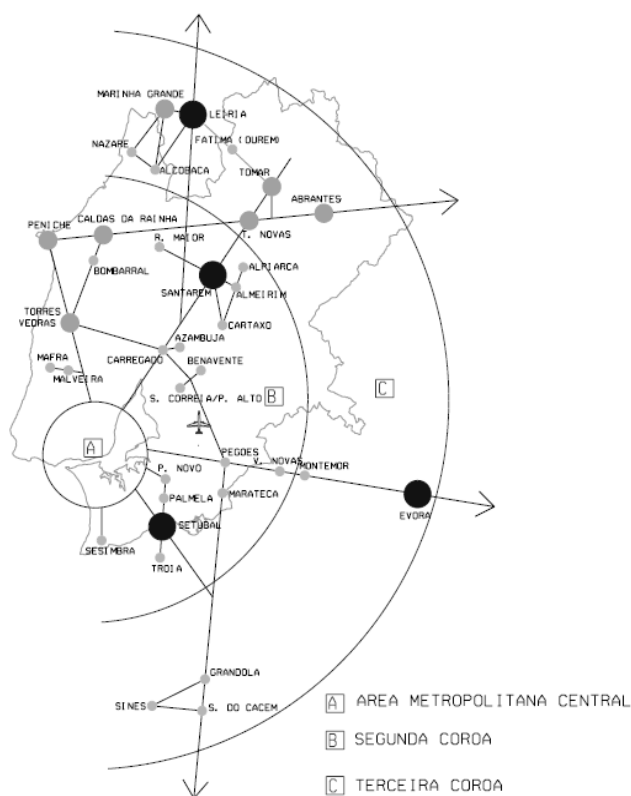 MARINHA GRANDE
LEIRIA
NAZARE
FATIMA (OUREM)
ALCOBACA
TOMAR
ABRANTES
PENICHE
CALDAS DA RAINHA
T. NOVAS
R. MAIOR
BOMBARRAL
ALPIARCA
SANTAREM
ALMEIRIM
TORRES
VEDRAS
CARTAXO
AZAMBUJA
CARREGADO
MAFRA
BENAVENTE
MALVEIRA
S. CORREIA/P. ALTO
B
C
A
PEGOES
P. NOVO
V. NOVAS
MONTEMOR
PALMELA
MARATECA
EVORA
SETUBAL
SESIMBRA
TROIA
GRANDOLA
SINES
S. DO CACEM
A AREA METROPOLITANA CENTRAL
B SEGUNDA COROA
C TERCEIRA COROA